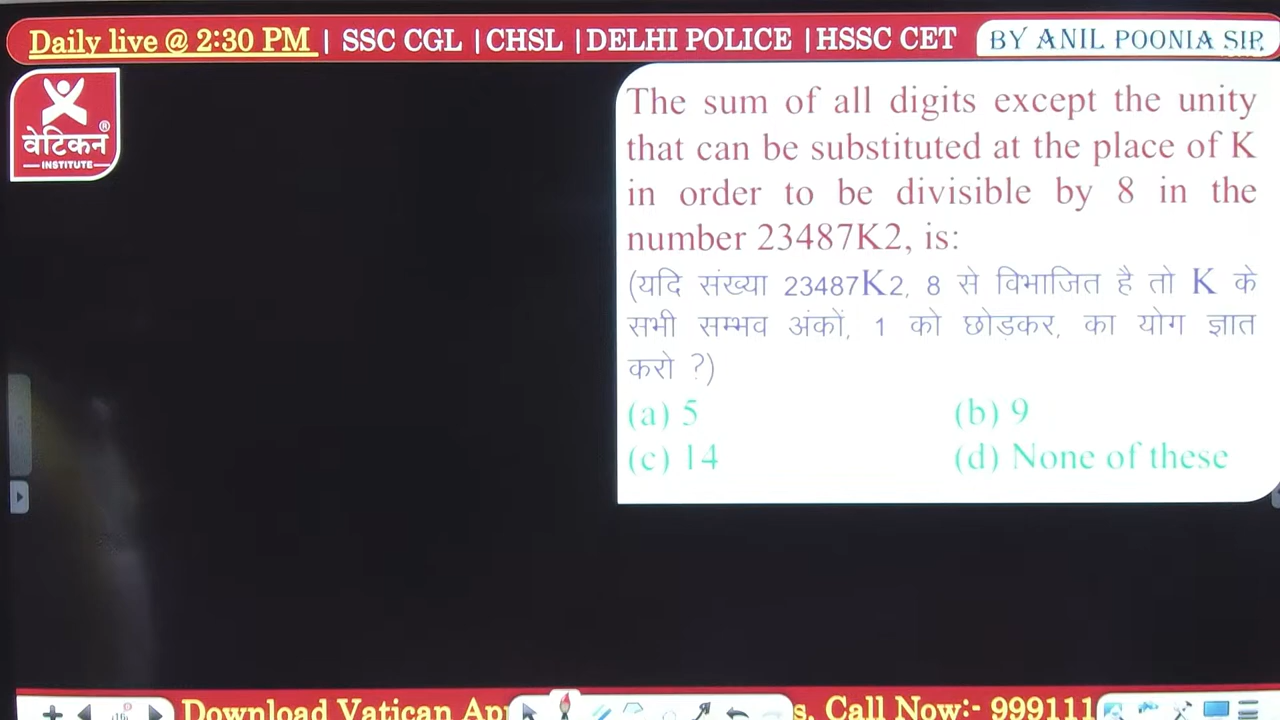 Daily live @ 2:30 PM | SSC CGL |CHSL |DELHI POLICE |HSSC CET BY ANIL POONIA SIR
वेटिकन ®
INSTITUTE
The sum of all digits except the unity
that can be substituted at the place of K
in order to be divisible by 8 in the
number 23487K2, is:
(यदि संख्या 23487K2, 8 से विभाजित है तो K के
सभी सम्भव अंकों, 1 को छोड़कर, का योग ज्ञात
करो ?)
(a) 5 (b) 9
(c) 14 (d) None of these
Download Vatican App s, Call Now:- 999111